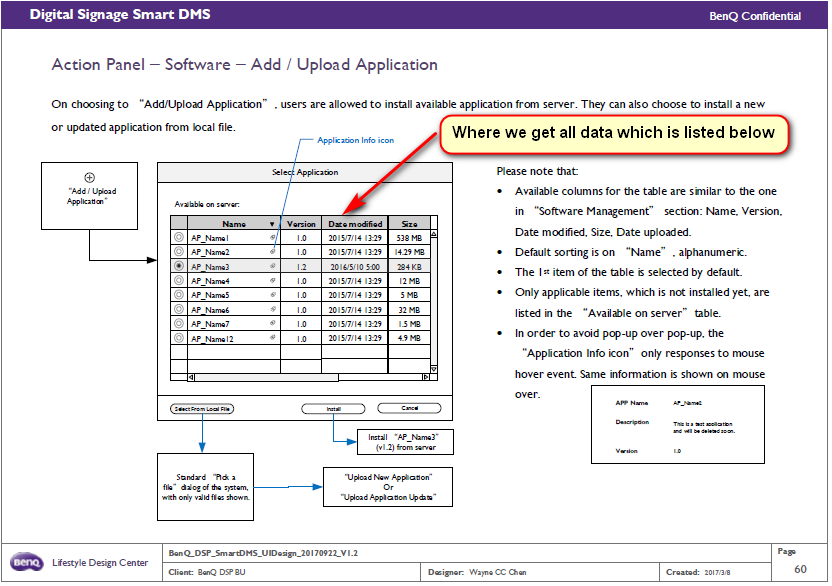 Digital Signage Smart DMS
BenQ Confidential
Action Panel – Software – Add / Upload Application
On choosing to “Add/Upload Application”, users are allowed to install available application from server. They can also choose to install a new
or updated application from local file.
Where we get all data which is listed below
Application Info icon
“Add / Upload
Application”
Select Application
Available on server:
Name ▼ Version Date modified Size
AP_Name1 1.0 2015/7/14 13:29 538 MB
AP_Name2 1.0 2015/7/14 13:29 14.29 MB
AP_Name3 1.2 2016/5/10 5:00 284 KB
AP_Name4 1.0 2015/7/14 13:29 12 MB
AP_Name5 1.0 2015/7/14 13:29 5 MB
AP_Name6 1.0 2015/7/14 13:29 32 MB
AP_Name7 1.0 2015/7/14 13:29 1.5 MB
AP_Name12 1.0 2015/7/14 13:29 4.9 MB
Select From Local File
Install
Cancel
Install “AP_Name3”
(v1.2) from server
Standard “Pick a
file” dialog of the system,
with only valid files shown.
“Upload New Application”
Or
“Upload Application Update”
Please note that:
• Available columns for the table are similar to the one
in “Software Management” section: Name, Version,
Date modified, Size, Date uploaded.
• Default sorting is on “Name”, alphanumeric.
• The 1st item of the table is selected by default.
• Only applicable items, which is not installed yet, are
listed in the “Available on server” table.
• In order to avoid pop-up over pop-up, the
“Application Info icon” only responses to mouse
hover event. Same information is shown on mouse
over.
APP Name AP_Name2
Description This is a test application
and will be deleted soon.
Version 1.0
BenQ
Lifestyle Design Center
BenQ_DSP_SmartDMS_UIDesign_20170922_V1.2
Client: BenQ DSP BU
Designer: Wayne CC Chen
Created: 2017/3/8
Page
60